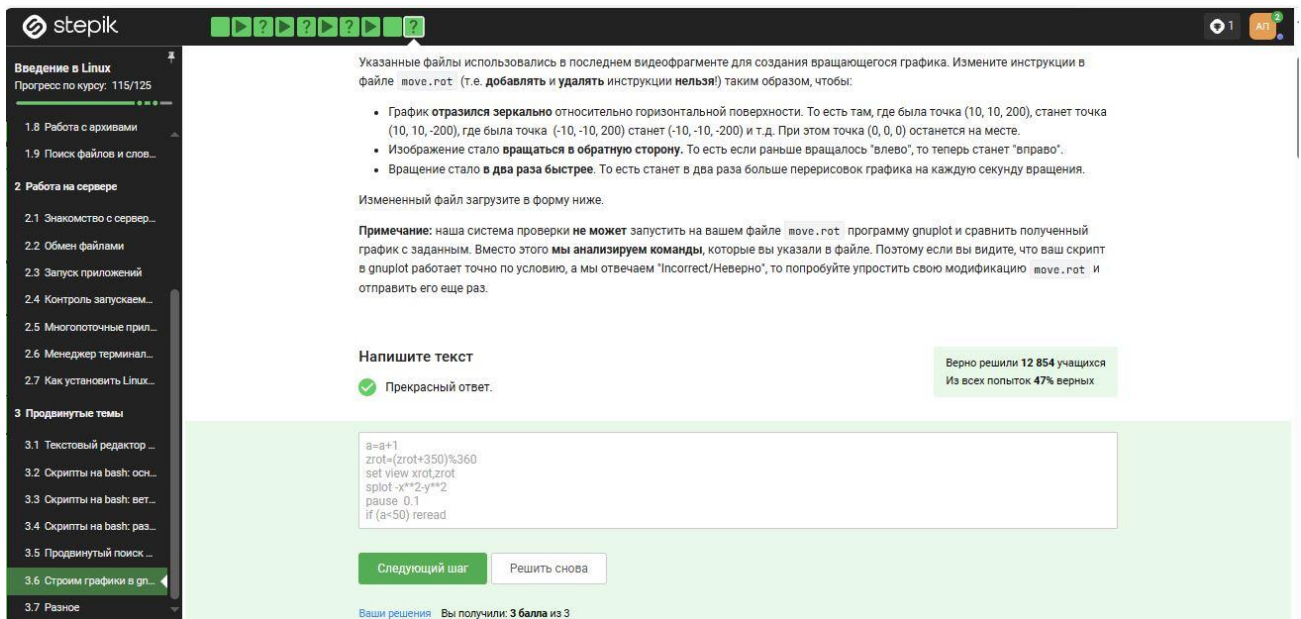 stepik
? ? ? ?
1
АП
2
Введение в Linux
Прогресс по курсу: 115/125
1.8 Работа с архивами
1.9 Поиск файлов и слов...
2 Работа на сервере
2.1 Знакомство с сервер...
2.2 Обмен файлами
2.3 Запуск приложений
2.4 Контроль запускаем...
2.5 Многопоточные прил...
2.6 Менеджер терминал...
2.7 Как установить Linux...
3 Продвинутые темы
3.1 Текстовый редактор ...
3.2 Скрипты на bash: осн...
3.3 Скрипты на bash: вет...
3.4 Скрипты на bash: раз...
3.5 Продвинутый поиск ...
3.6 Строим графики в gn...
3.7 Разное
Указанные файлы использовались в последнем видеофрагменте для создания вращающегося графика. Измените инструкции в
файле move.rot (т.е. добавлять и удалять инструкции нельзя!) таким образом, чтобы:
• График отразился зеркально относительно горизонтальной поверхности. То есть там, где была точка (10, 10, 200), станет точка
(10, 10, -200), где была точка (-10, -10, 200) станет (-10, -10, -200) и т.д. При этом точка (0, 0, 0) останется на месте.
• Изображение стало вращаться в обратную сторону. То есть если раньше вращалось "влево", то теперь станет "вправо".
• Вращение стало в два раза быстрее. То есть станет в два раза больше перерисовок графика на каждую секунду вращения.
Измененный файл загрузите в форму ниже.
Примечание: наша система проверки не может запустить на вашем файле move.rot программу gnuplot и сравнить полученный
график с заданным. Вместо этого мы анализируем команды, которые вы указали в файле. Поэтому если вы видите, что ваш скрипт
в gnuplot работает точно по условию, а мы отвечаем "Incorrect/Неверно", то попробуйте упростить свою модификацию move.rot и
отправить его еще раз.
Напишите текст
Прекрасный ответ.
Верно решили 12 854 учащихся
Из всех попыток 47% верных
a=a+1
zrot=(zrot+350)%360
set view xrot,zrot
splot -x**2-y**2
pause 0.1
if (a<50) reread
Следующий шаг
Решить снова
Ваши решения Вы получили: 3 балла из 3